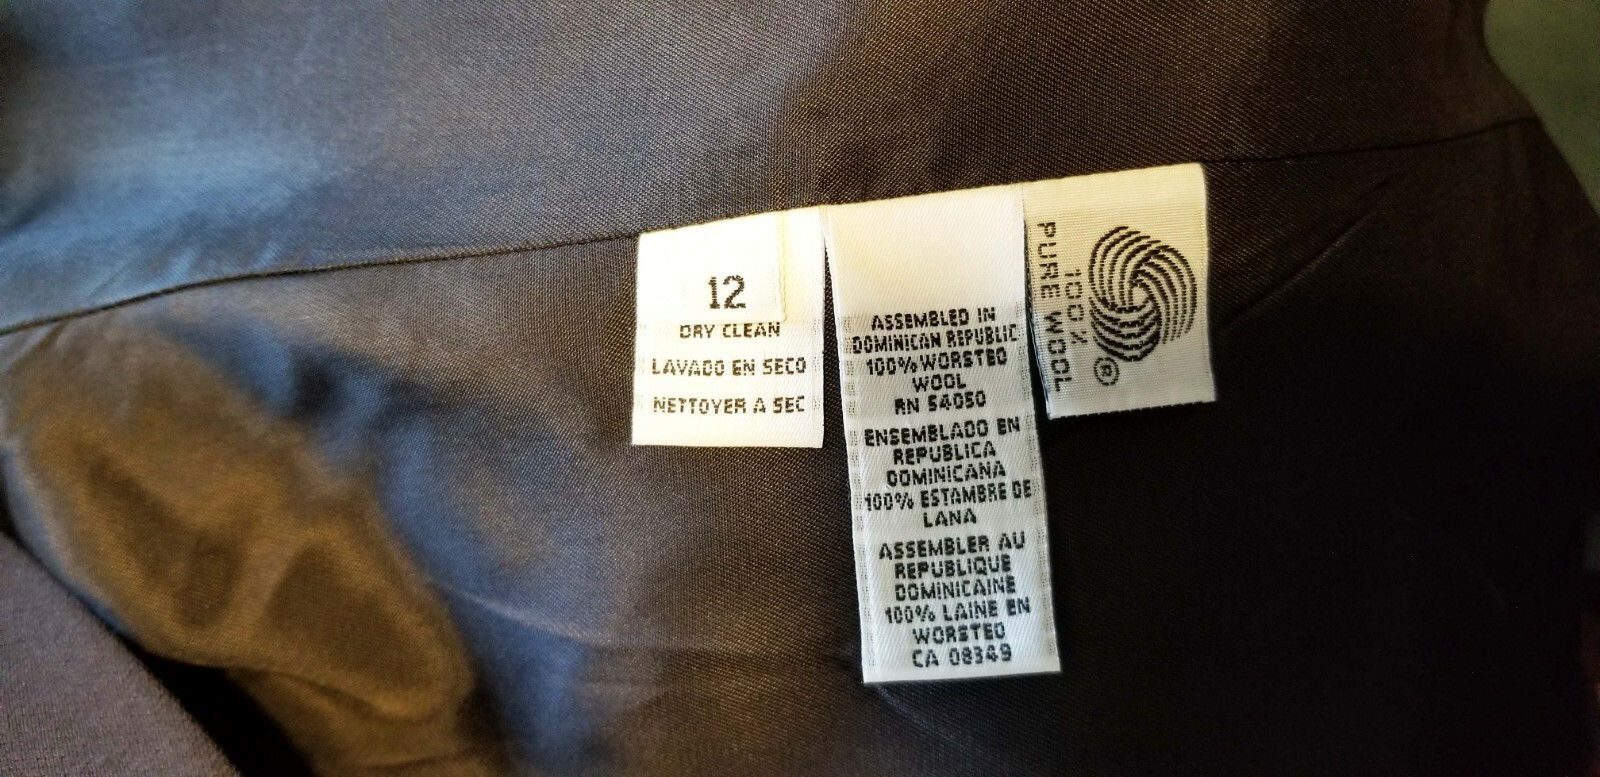 12
DRY CLEAN
LAVADO EN SECO
NETTOYER A SEC
ASSEMBLED IN
DOMINICAN REPUBLIC
100% WORSTED
WOOL
RN 54050
ENSEMBLADO EN
REPUBLICA
DOMINICANA
100% ESTAMBRE DE
LANA
ASSEMBLER AU
REPUBLIQUE
DOMINICAINE
100% LAINE EN
WORSTED
CA 08349
100%
PURE WOOL
®